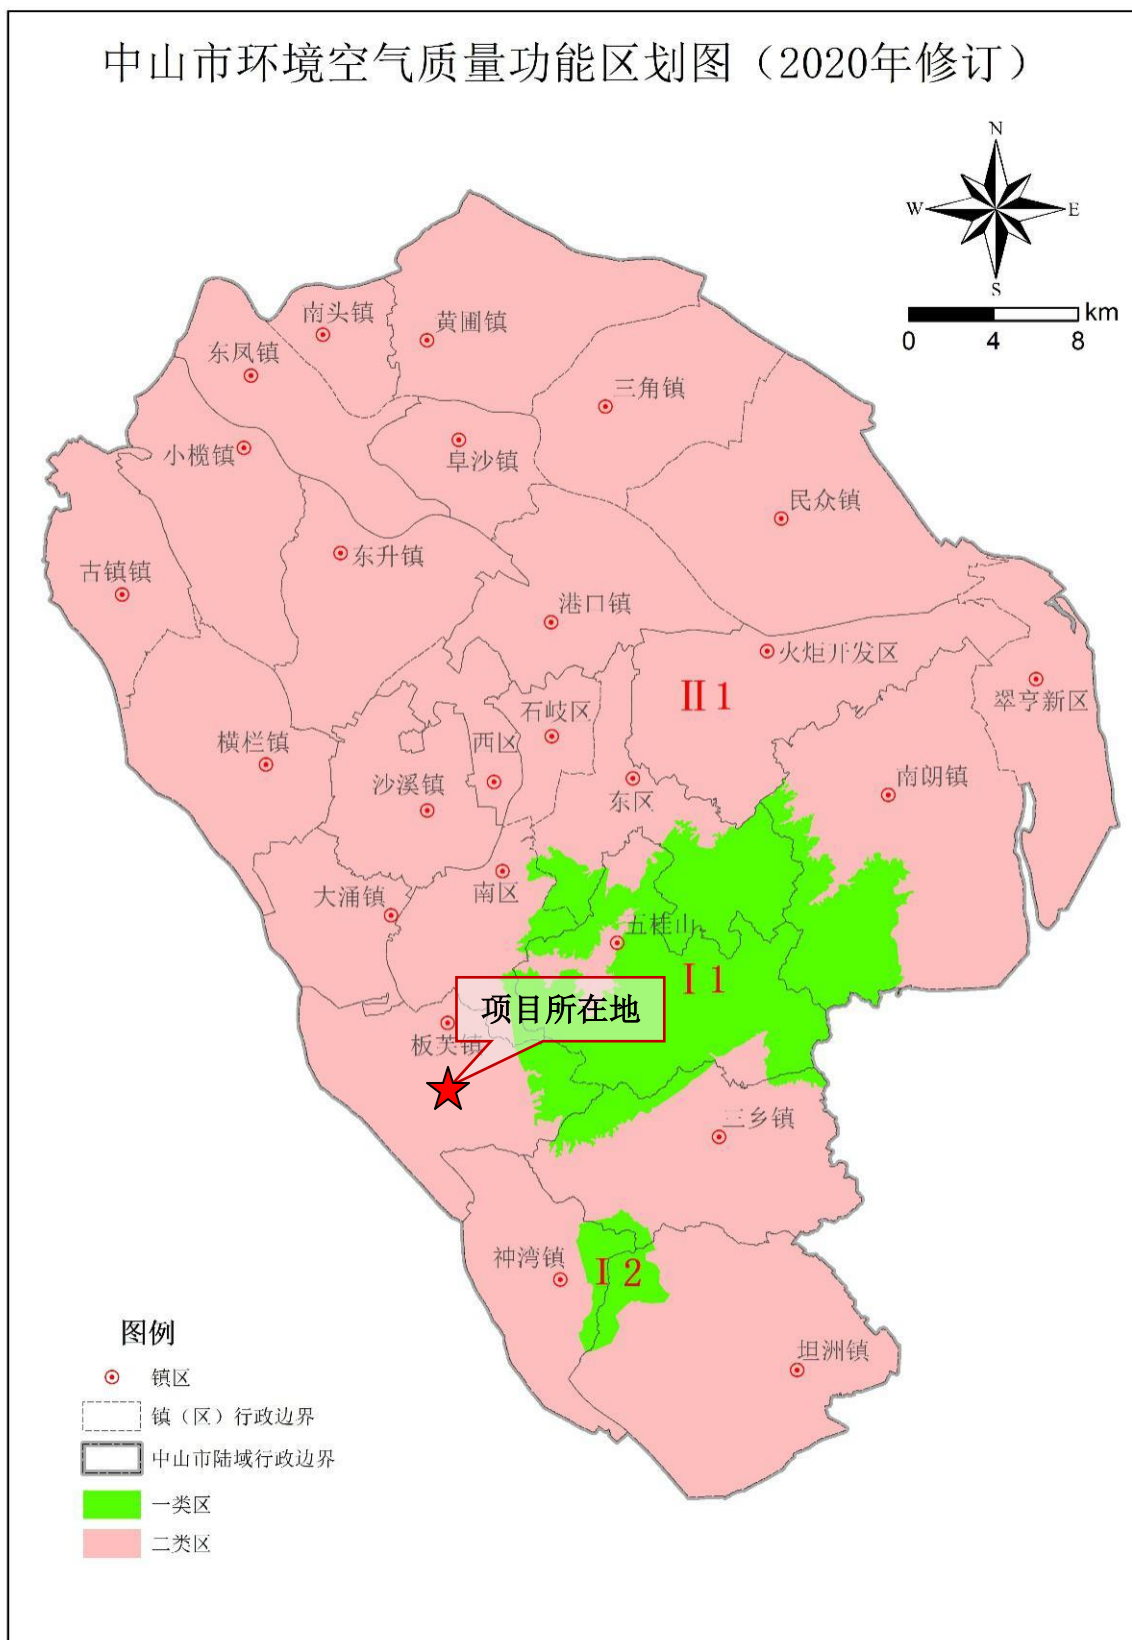 中山市环境空气质量功能区划图（2020年修订）
N
W
E
S
km
0 4 8
南头镇
黄圃镇
东凤镇
三角镇
小榄镇
阜沙镇
民众镇
东升镇
古镇镇
港口镇
火炬开发区
Ⅱ1
翠亨新区
石岐区
横栏镇
西区
沙溪镇
东区
南朗镇
大涌镇
南区
五桂山
Ⅰ1
项目所在地
板芙镇
三乡镇
神湾镇
Ⅰ2
坦洲镇
图例
镇区
镇（区）行政边界
中山市陆域行政边界
一类区
二类区